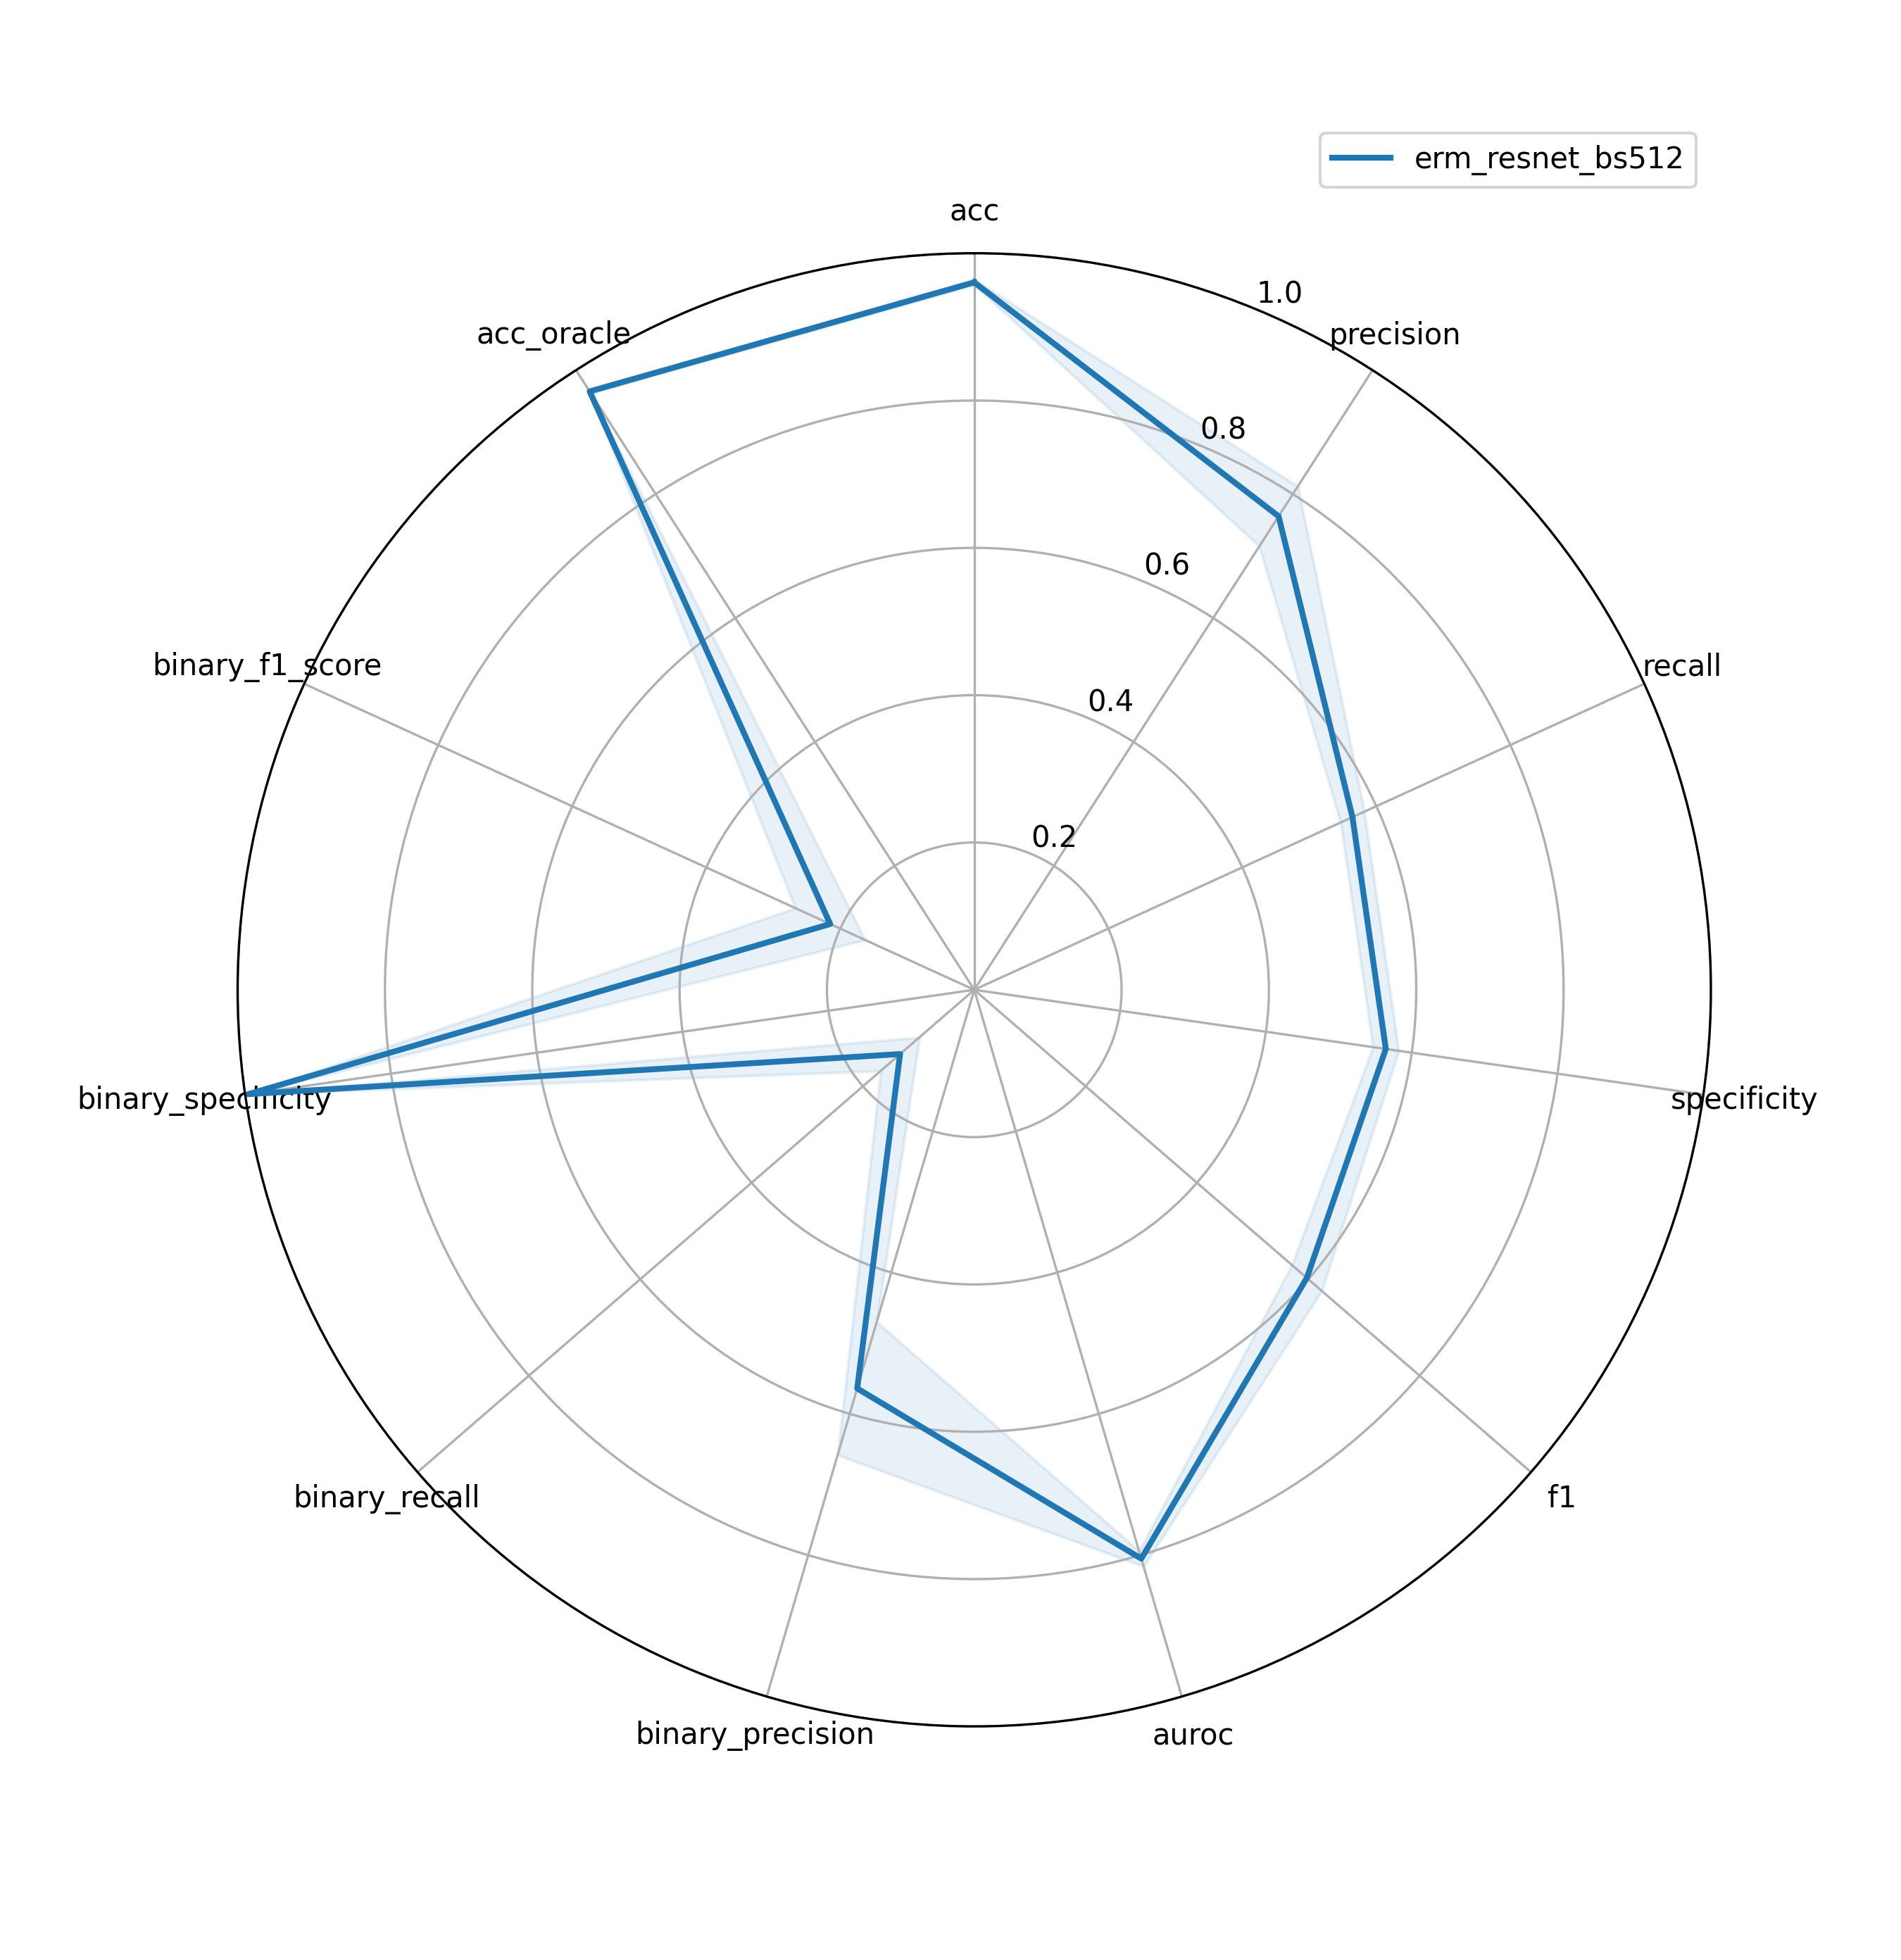 erm_resnet_bs512
acc
1.0
acc_oracle
precision
0.8
0.6
binary_f1_score
recall
0.4
0.2
binary_specificity
specificity
binary_recall
f1
binary_precision
auroc